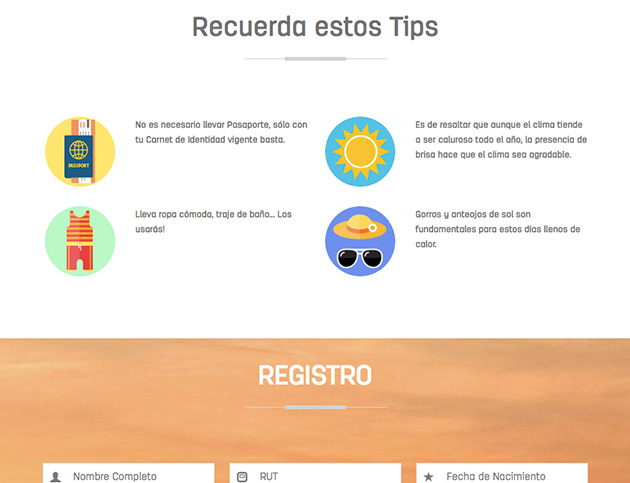 Recuerda estos Tips
PASSPORT
No es necesario llevar Pasaporte, sólo con
tu Carnet de Identidad vigente basta.
Es de resaltar que aunque el clima tiende
a ser caluroso todo el año, la presencia de
brisa hace que el clima sea agradable.
Lleva ropa cómoda, traje de baño... Los
usarás!
Gorros y anteojos de sol son
fundamentales para estos días llenos de
calor.
REGISTRO
Nombre Completo
RUT
Fecha de Nacimiento